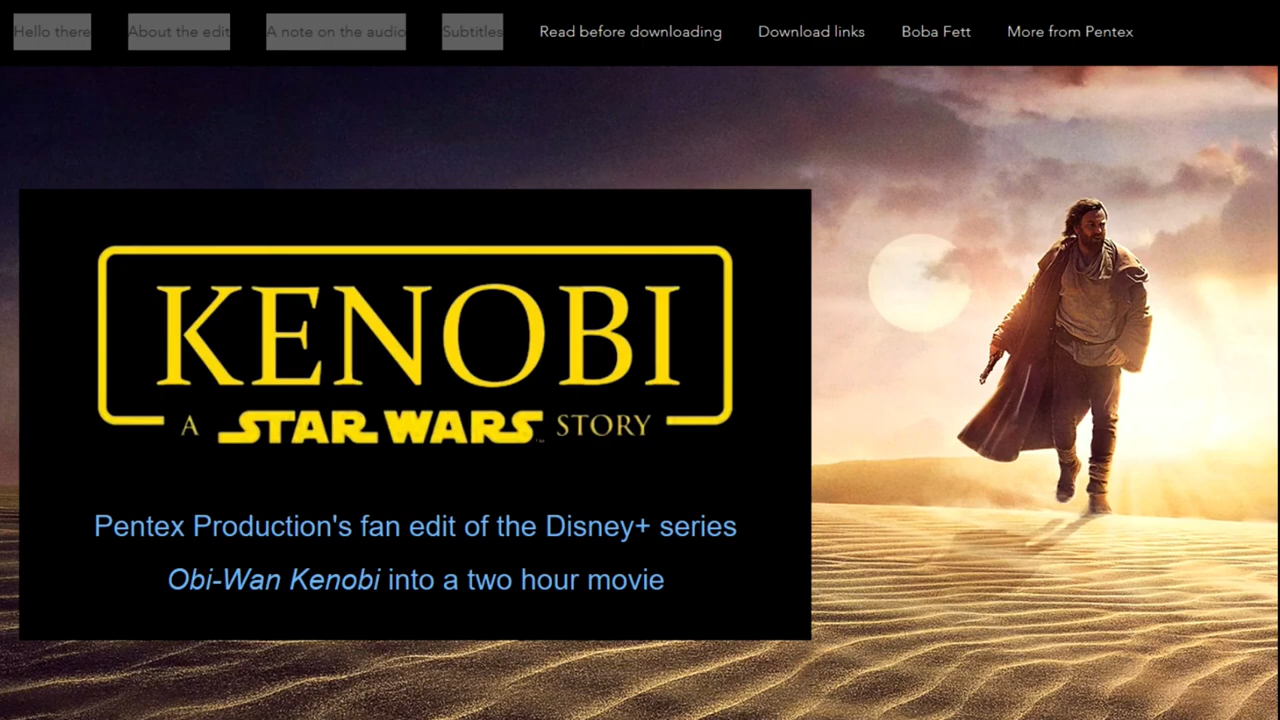 Hello there About the edit A note on the audio Subtitles Read before downloading Download links Boba Fett More from Pentex
KENOBI
A STAR WARS STORY
Pentex Production's fan edit of the Disney+ series
Obi-Wan Kenobi into a two hour movie